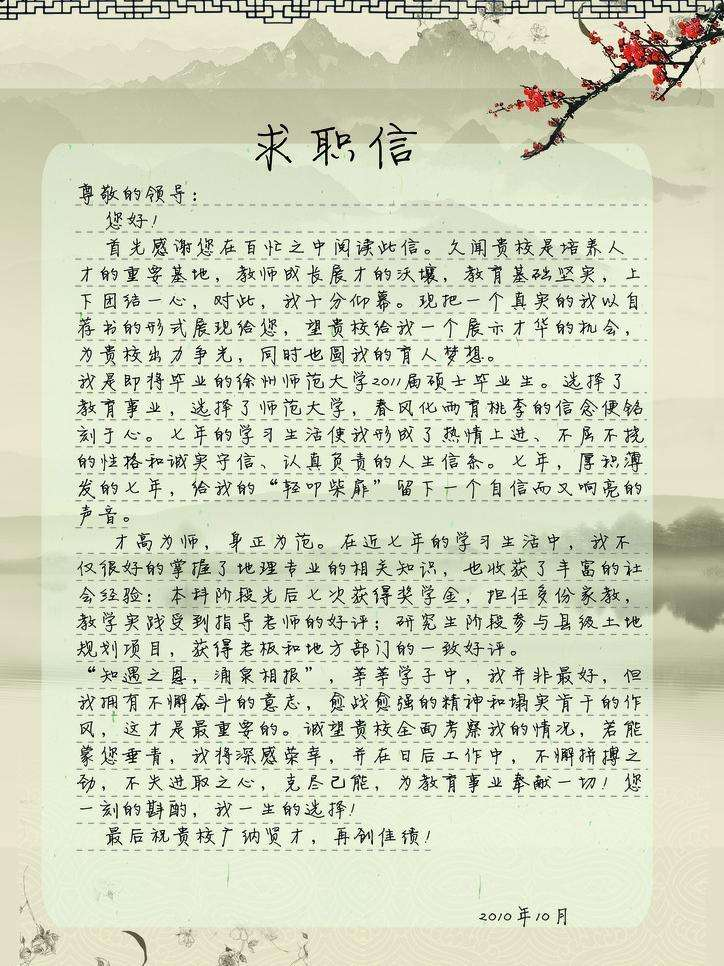 求职信
尊敬的领导：
您好！
首先感谢您在百忙之中阅读此信。久闻贵校是培养人
才的重要基地，教师成长展才的沃壤，教育基础坚实，上
下团结一心，对此，我十分仰慕。现把一个真实的我以自
荐书的形式展现给您，望贵校给我一个展示才华的机会，
为贵校出力争光，同时也圆我的育人梦想。
我是即将毕业的徐州师范大学2011届硕士毕业生。选择了
教育事业，选择了师范大学，春风化雨育桃李的信念便铭
刻于心。七年的学习生活使我形成了热情上进、不屈不挠
的性格和诚实守信、认真负责的人生信条。七年，厚积薄
发的七年，给我的“轻叩柴扉”留下一个自信而又响亮的
声音。
才高为师，身正为范。在近七年的学习生活中，我不
仅很好的掌握了地理专业的相关知识，也收获了丰富的社
会经验：本科阶段先后七次获得奖学金，担任多份家教，
教学实践受到指导老师的好评；研究生阶段参与县级土地
规划项目，获得老板和地方部门的一致好评。
“知遇之恩，涌泉相报”，莘莘学子中，我并非最好，但
我拥有不懈奋斗的意志，愈战愈强的精神和塌实肯干的作
风，这才是最重要的。诚望贵校全面考察我的情况，若能
蒙您垂青，我将深感荣幸，并在日后工作中，不懈拼搏之
劲，不失进取之心，克尽己能，为教育事业奉献一切！您
一刻的斟酌，我一生的选择！
最后祝贵校广纳贤才，再创佳绩！
2010年10月